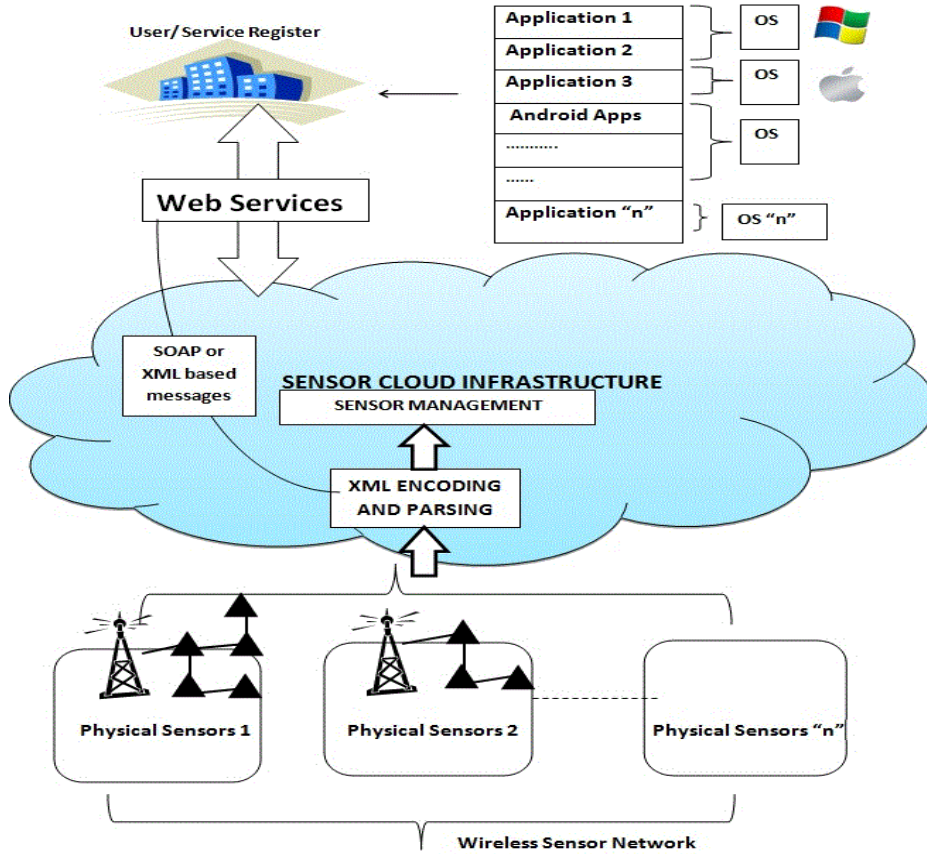 User/ Service Register
Application 1
Application 2
Application 3
Android Apps
...........
......
Application “n”
OS
OS
OS
OS “n”
Web Services
SOAP or
XML based
messages
SENSOR CLOUD INFRASTRUCTURE
SENSOR MANAGEMENT
XML ENCODING
AND PARSING
Physical Sensors 1
Physical Sensors 2
Physical Sensors “n”
Wireless Sensor Network